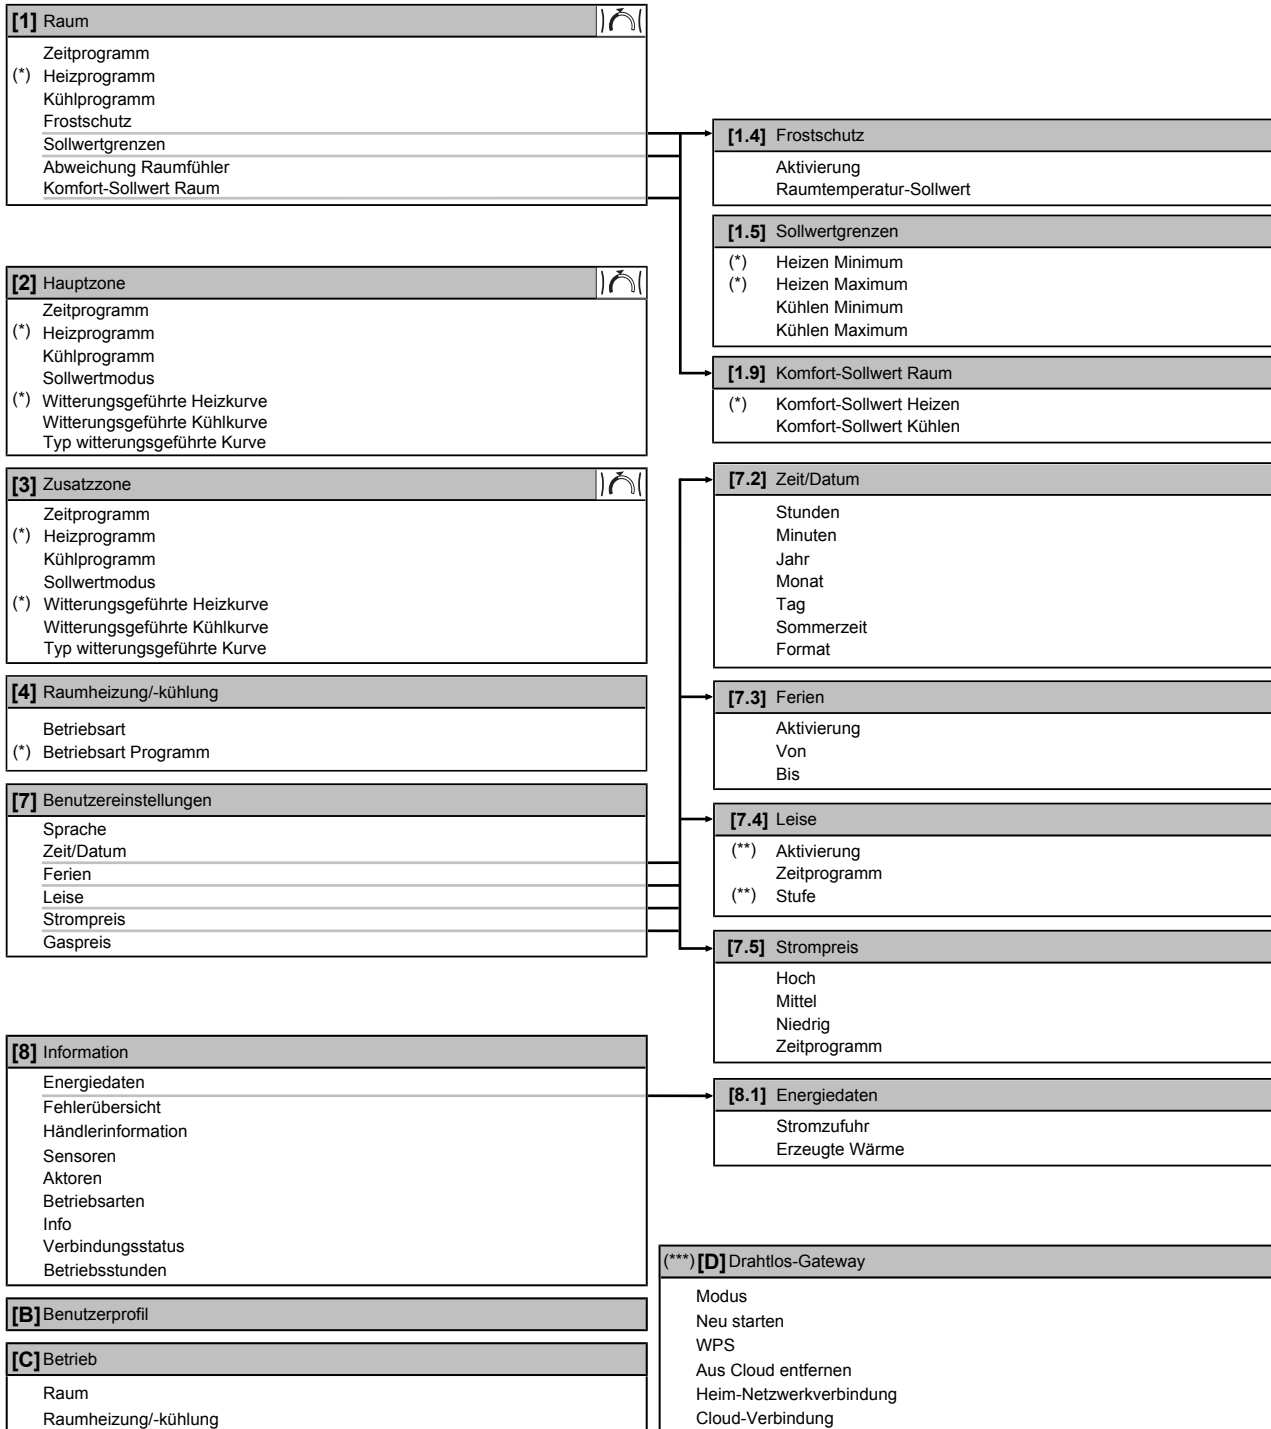 [1] Raum
Zeitprogramm
(*) Heizprogramm
Kühlprogramm
Frostschutz
Sollwertgrenzen
Abweichung Raumfühler
Komfort-Sollwert Raum
[1.4] Frostschutz
Aktivierung
Raumtemperatur-Sollwert
[1.5] Sollwertgrenzen
(*) Heizen Minimum
(*) Heizen Maximum
Kühlen Minimum
Kühlen Maximum
[1.9] Komfort-Sollwert Raum
(*) Komfort-Sollwert Heizen
Komfort-Sollwert Kühlen
[2] Hauptzone
Zeitprogramm
(*) Heizprogramm
Kühlprogramm
Sollwertmodus
(*) Witterungsgeführte Heizkurve
Witterungsgeführte Kühlkurve
Typ witterungsgeführte Kurve
[3] Zusatzzone
Zeitprogramm
(*) Heizprogramm
Kühlprogramm
Sollwertmodus
(*) Witterungsgeführte Heizkurve
Witterungsgeführte Kühlkurve
Typ witterungsgeführte Kurve
[4] Raumheizung/-kühlung
Betriebsart
(*) Betriebsart Programm
[7] Benutzereinstellungen
Sprache
Zeit/Datum
Ferien
Leise
Strompreis
Gaspreis
[7.2] Zeit/Datum
Stunden
Minuten
Jahr
Monat
Tag
Sommerzeit
Format
[7.3] Ferien
Aktivierung
Von
Bis
[7.4] Leise
(**) Aktivierung
Zeitprogramm
(**) Stufe
[7.5] Strompreis
Hoch
Mittel
Niedrig
Zeitprogramm
[8] Information
Energiedaten
Fehlerübersicht
Händlerinformation
Sensoren
Aktoren
Betriebsarten
Info
Verbindungsstatus
Betriebsstunden
[8.1] Energiedaten
Stromzufuhr
Erzeugte Wärme
[B] Benutzerprofil
[C] Betrieb
Raum
Raumheizung/-kühlung
(***) [D] Drahtlos-Gateway
Modus
Neu starten
WPS
Aus Cloud entfernen
Heim-Netzwerkverbindung
Cloud-Verbindung